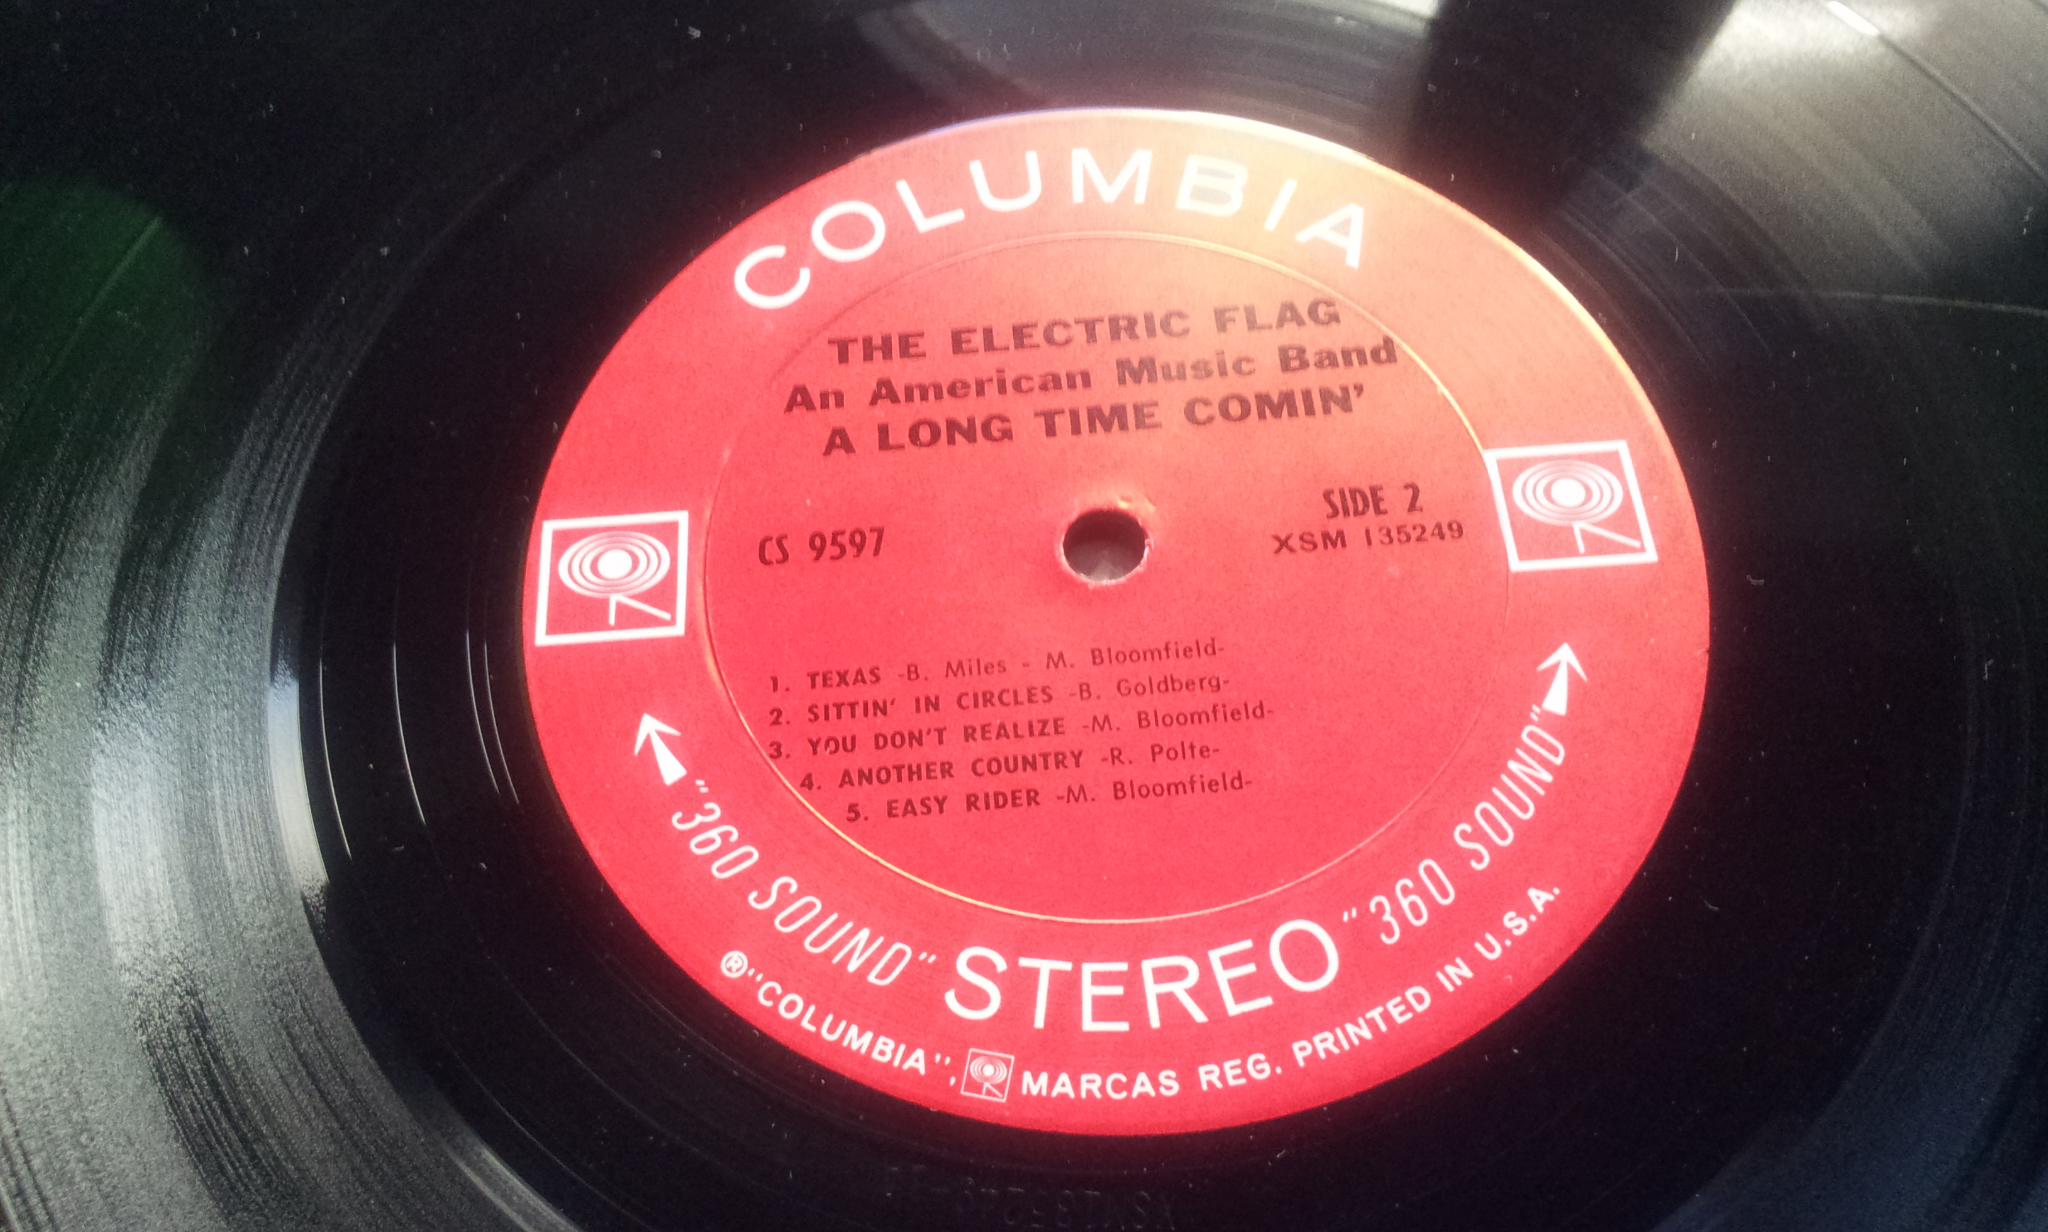 COLUMBIA
THE ELECTRIC FLAG
An American Music Band
A LONG TIME COMIN'
CS 9597
SIDE 2
XSM 135249
1. TEXAS -B. Miles - M. Bloomfield-
2. SITTIN' IN CIRCLES -B. Goldberg-
3. YOU DON'T REALIZE -M. Bloomfield-
4. ANOTHER COUNTRY -R. Polte-
5. EASY RIDER -M. Bloomfield-
"360 SOUND" STEREO "360 SOUND"
®"COLUMBIA", MARCAS REG. PRINTED IN U.S.A.